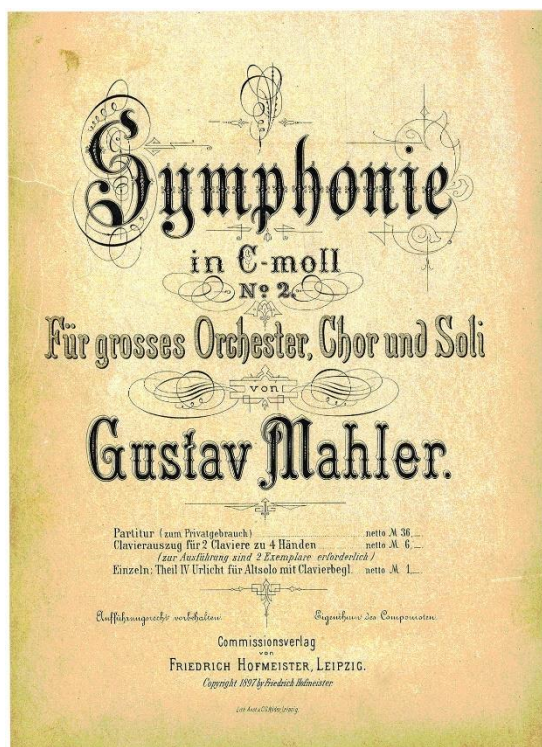 Symphonie
in C-moll
No 2.
Für grosses Orchester, Chor und Soli
von
Gustav Mahler.
Partitur (zum Privatgebrauch) netto M. 36._
Clavierauszug für 2 Claviere zu 4 Händen netto M. 6._
(zur Ausführung sind 2 Exemplare erforderlich)
Einzeln: Theil IV Urlicht für Altsolo mit Clavierbegl. netto M. 1._
Aufführungsrecht vorbehalten. Eigenthum des Componisten.
Commissionsverlag
von
FRIEDRICH HOFMEISTER, LEIPZIG.
Copyright 1897 by Friedrich Hofmeister.
Leipzig.